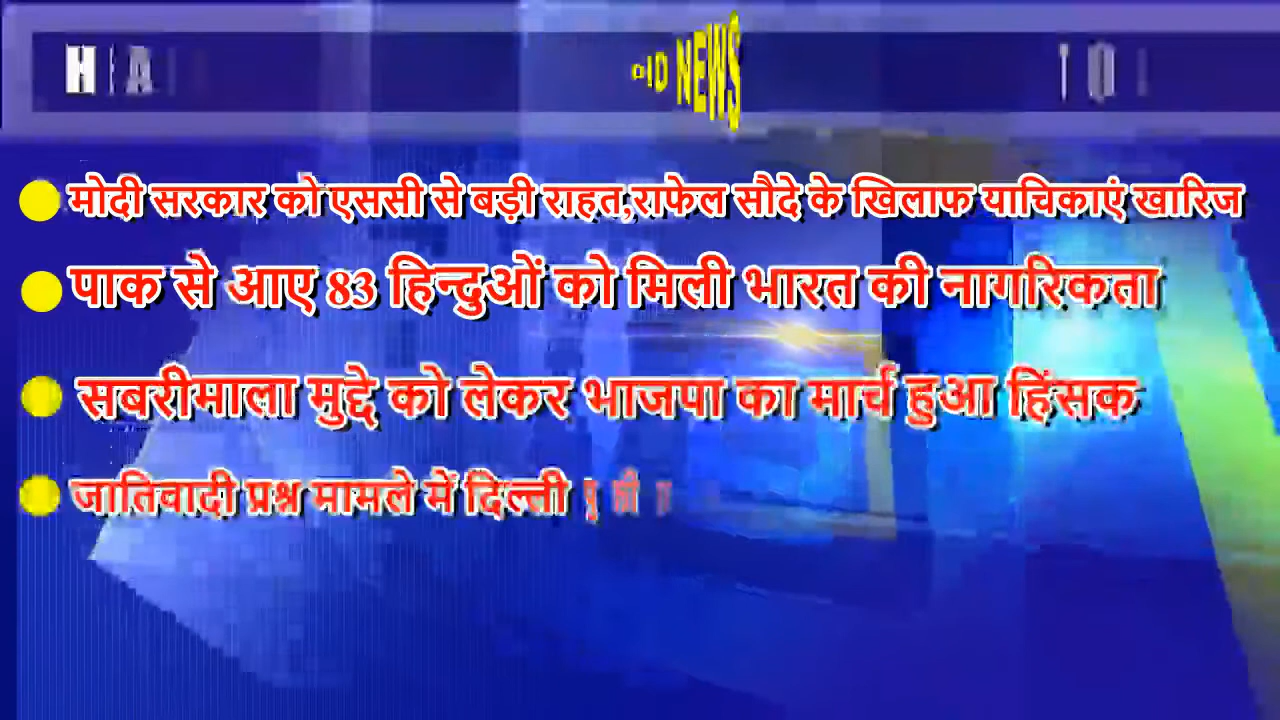 NEWS
मोदी सरकार को एससी से बड़ी राहत,राफेल सौदे के खिलाफ याचिकाएं खारिज
पाक से आए 83 हिन्दुओं को मिली भारत की नागरिकता
सबरीमाला मुद्दे को लेकर भाजपा का मार्च हुआ हिंसक
जातिवादी प्रश्न मामले में दिल्ली